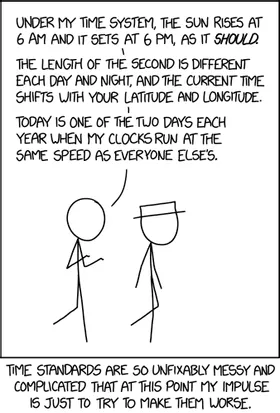 UNDER MY TIME SYSTEM, THE SUN RISES AT
6 AM AND IT SETS AT 6 PM, AS IT SHOULD.
THE LENGTH OF THE SECOND IS DIFFERENT
EACH DAY AND NIGHT, AND THE CURRENT TIME
SHIFTS WITH YOUR LATITUDE AND LONGITUDE.
TODAY IS ONE OF THE TWO DAYS EACH
YEAR WHEN MY CLOCKS RUN AT THE
SAME SPEED AS EVERYONE ELSE'S.
TIME STANDARDS ARE SO UNFIXABLY MESSY AND
COMPLICATED THAT AT THIS POINT MY IMPULSE
IS JUST TO TRY TO MAKE THEM WORSE.